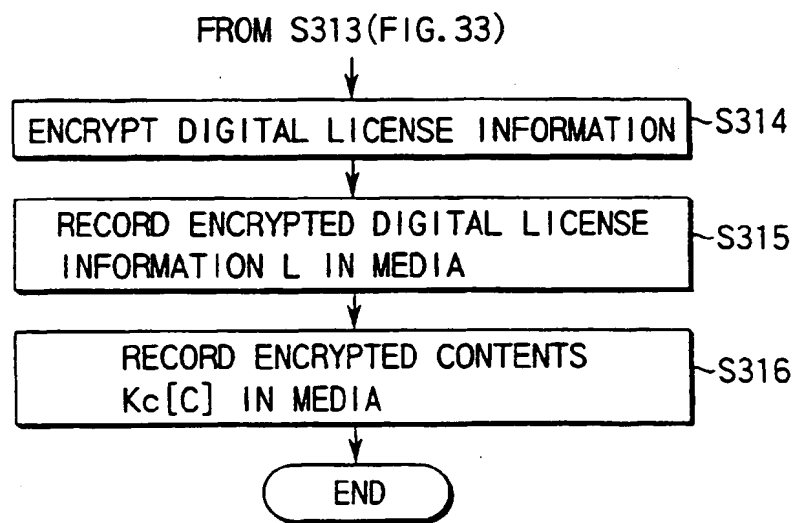 FROM S313(FIG. 33)
ENCRYPT DIGITAL LICENSE INFORMATION
S314
RECORD ENCRYPTED DIGITAL LICENSE
INFORMATION L IN MEDIA
S315
RECORD ENCRYPTED CONTENTS
Kc[C] IN MEDIA
S316
END